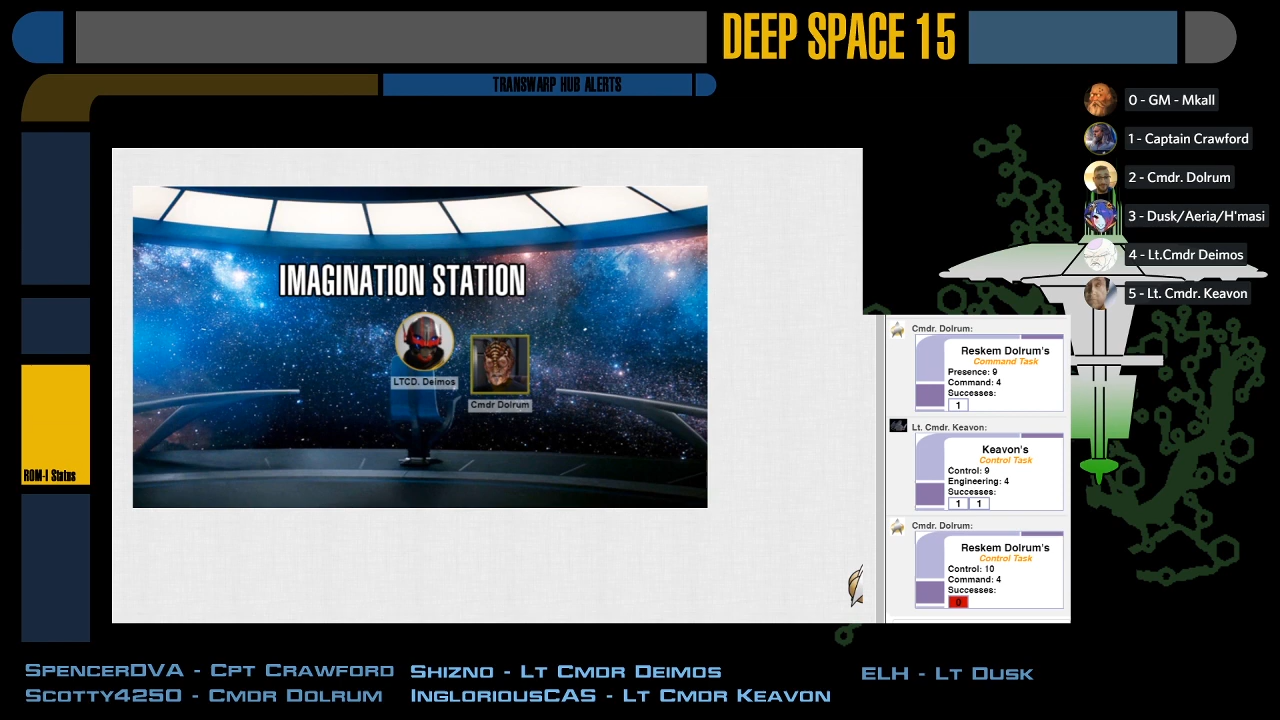 DEEP SPACE 15
TRANSWARP HUB ALERTS
0 - GM - Mkall
1 - Captain Crawford
2 - Cmdr. Dolrum
3 - Dusk/Aeria/H'masi
4 - Lt.Cmdr Deimos
5 - Lt. Cmdr. Keavon
IMAGINATION STATION
LTCD. Deimos
Cmdr Dolrum
ROM-I Status
Cmdr. Dolrum:
Reskem Dolrum's
Command Task
Presence: 9
Command: 4
Successes:
1
Lt. Cmdr. Keavon:
Keavon's
Control Task
Control: 9
Engineering: 4
Successes:
1 1
Cmdr. Dolrum:
Reskem Dolrum's
Control Task
Control: 10
Command: 4
Successes:
0
SpencerDVA - Cpt Crawford
Shizno - Lt Cmdr Deimos
ELH - Lt Dusk
Scotty4250 - Cmdr Dolrum
IngloriousCAS - Lt Cmdr Keavon